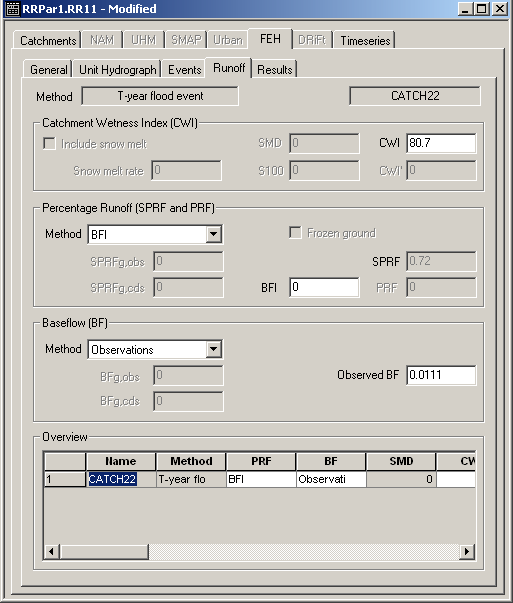 RRPar1.RR11 - Modified
Catchments NAM UHM SMAP Urban FEH DRiFt Timeseries
General Unit Hydrograph Events Runoff Results
Method T-year flood event CATCH22
Catchment Wetness Index (CWI)
Include snow melt SMD 0 CWI 80.7
Snow melt rate 0 S100 0 CWI' 0
Percentage Runoff (SPRF and PRF)
Method BFI Frozen ground
SPRFg,obs 0 SPRF 0.72
SPRFg,cds 0 BFI 0 PRF 0
Baseflow (BF)
Method Observations
BFg,obs 0 Observed BF 0.0111
BFg,cds 0
Overview
Name Method PRF BF SMD CW
1 CATCH22 T-year flo BFI Observati 0